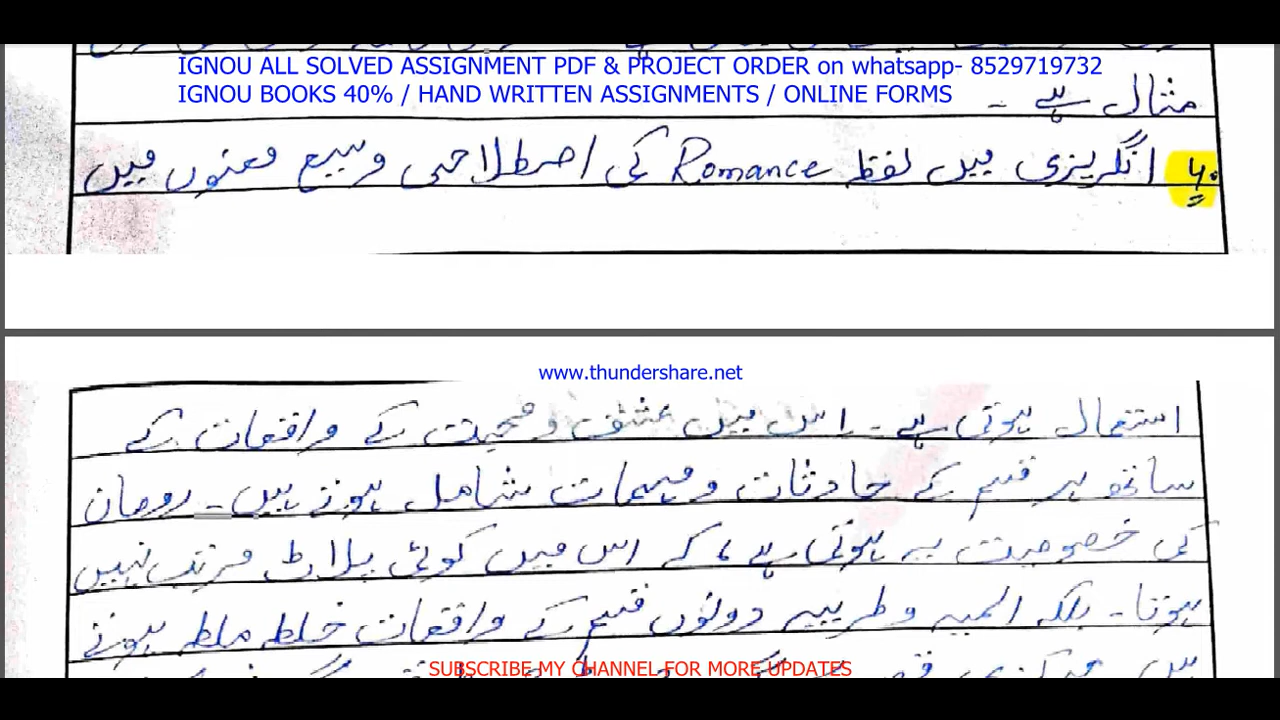 IGNOU ALL SOLVED ASSIGNMENT PDF & PROJECT ORDER on whatsapp- 8529719732
IGNOU BOOKS 40% / HAND WRITTEN ASSIGNMENTS / ONLINE FORMS
مثال ہے ۔
انگریزی میں لفظ Romance کی اصطلاحی وسیع معنوں میں
www.thundershare.net
استعمال ہوتی ہے ۔ اس میں عشق و محبت کے واقعات کے
ساتھ ہر قسم کے حادثات و مہمات شامل ہوتے ہیں ۔ رومان
کی خصوصیت یہ ہوتی ہے، کہ اس میں کوئی پلاٹ مرتب نہیں
ہوتا ۔ بلکہ المیہ و طربیہ دونوں قسم کے واقعات خلط ملط ہوتے
SUBSCRIBE MY CHANNEL FOR MORE UPDATES